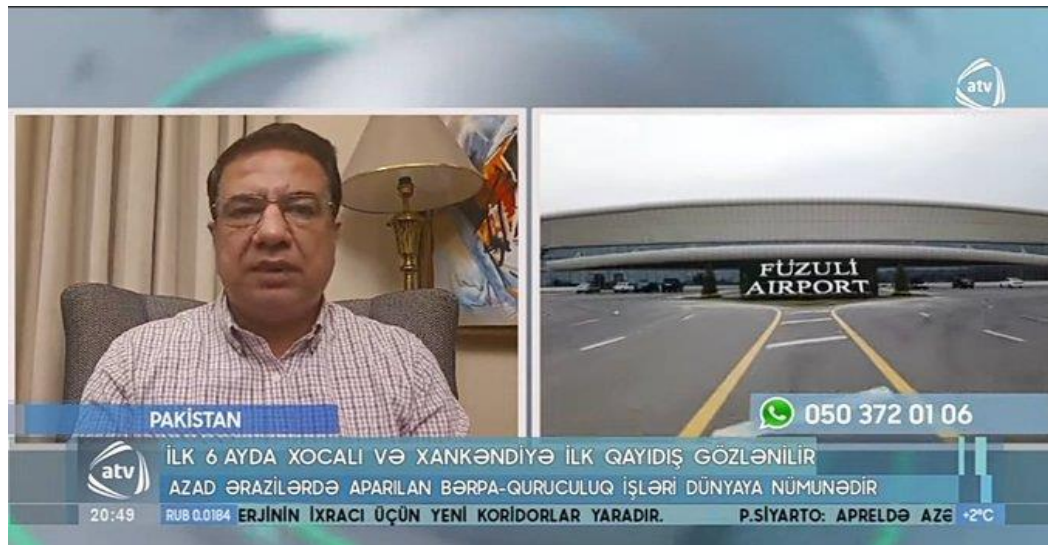 atv
FÜZULİ
AIRPORT
PAKİSTAN
050 372 01 06
atv
İLK 6 AYDA XOCALI VƏ XANKƏNDİYƏ İLK QAYIDIŞ GÖZLƏNİLİR
AZAD ƏRAZİLƏRDƏ APARILAN BƏRPA-QURUCULUQ İŞLƏRİ DÜNYAYA NÜMUNƏDİR
20:49 RUB 0.0184 ERJİNİN İXRACI ÜÇÜN YENİ KORİDORLAR YARADIR. P.SİYARTO: APRELDƏ AZƏ +2°C